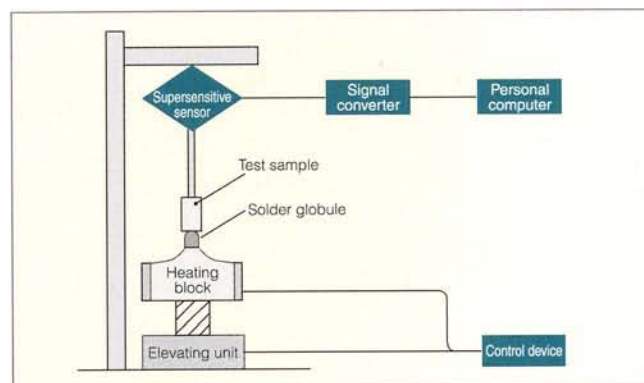 Supersensitive
sensor
Signal
converter
Personal
computer
Test sample
Solder globule
Heating
block
Elevating unit
Control device